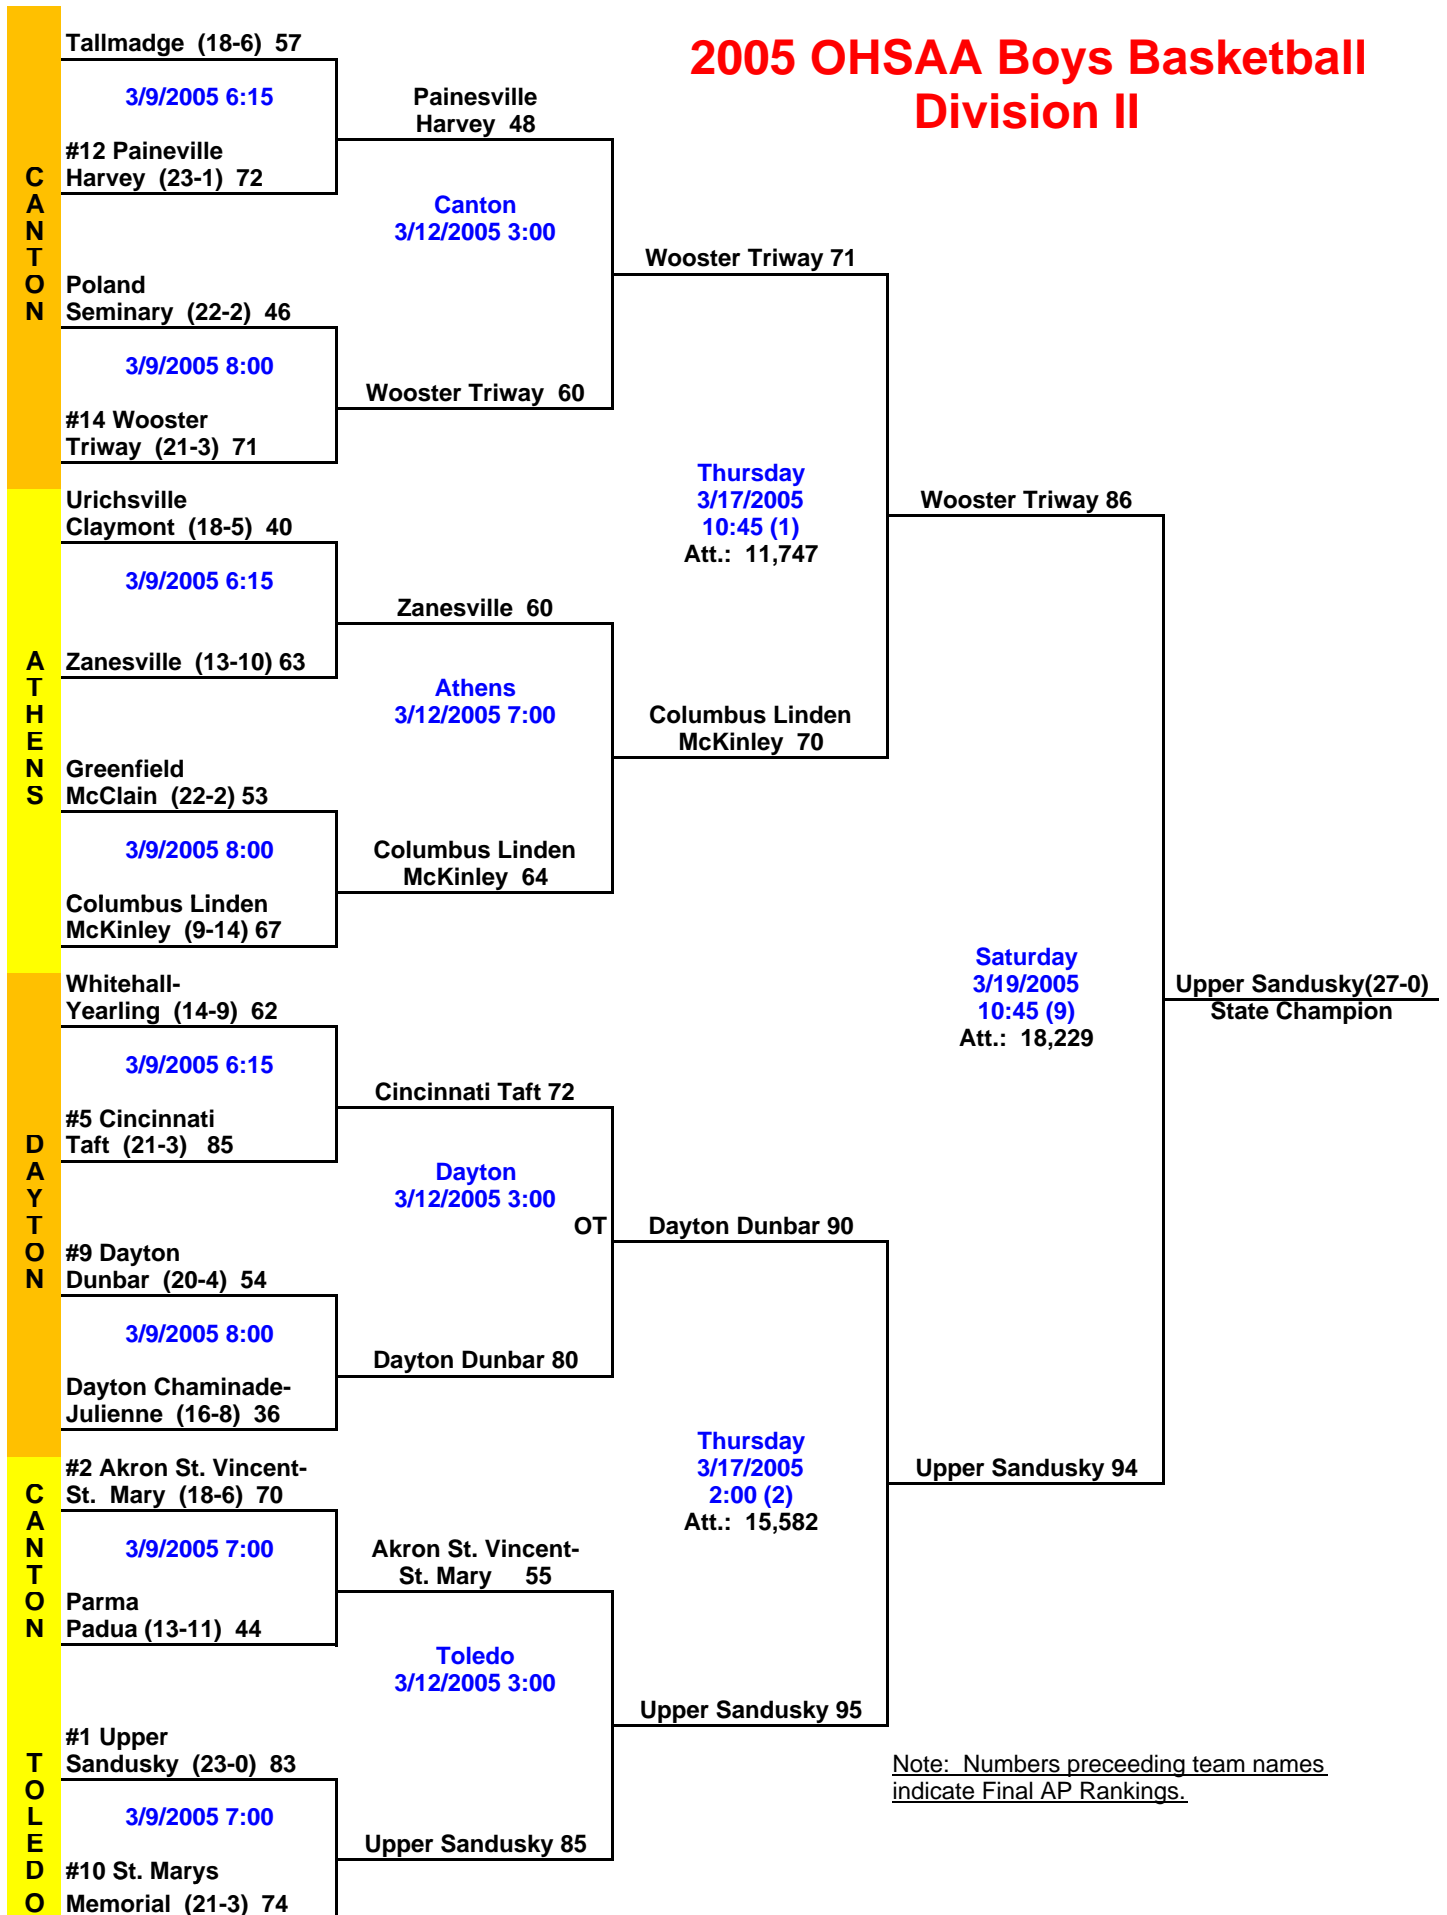 2005 OHSAA Boys Basketball
Division II
CANTON
Tallmadge (18-6) 57
3/9/2005 6:15
#12 Paineville
Harvey (23-1) 72
Painesville
Harvey 48
Canton
3/12/2005 3:00
Poland
Seminary (22-2) 46
3/9/2005 8:00
#14 Wooster
Triway (21-3) 71
Wooster Triway 60
Wooster Triway 71
Thursday
3/17/2005
10:45 (1)
Att.: 11,747
ATHENS
Urichsville
Claymont (18-5) 40
3/9/2005 6:15
Zanesville (13-10) 63
Zanesville 60
Athens
3/12/2005 7:00
Greenfield
McClain (22-2) 53
3/9/2005 8:00
Columbus Linden
McKinley (9-14) 67
Columbus Linden
McKinley 64
Columbus Linden
McKinley 70
Wooster Triway 86
Saturday
3/19/2005
10:45 (9)
Att.: 18,229
Upper Sandusky(27-0)
State Champion
DAYTON
Whitehall-
Yearling (14-9) 62
3/9/2005 6:15
#5 Cincinnati
Taft (21-3) 85
Cincinnati Taft 72
Dayton
3/12/2005 3:00
OT
#9 Dayton
Dunbar (20-4) 54
3/9/2005 8:00
Dayton Chaminade-
Julienne (16-8) 36
Dayton Dunbar 80
Dayton Dunbar 90
Thursday
3/17/2005
2:00 (2)
Att.: 15,582
Upper Sandusky 94
CANTON
#2 Akron St. Vincent-
St. Mary (18-6) 70
3/9/2005 7:00
Parma
Padua (13-11) 44
Akron St. Vincent-
St. Mary 55
Toledo
3/12/2005 3:00
TOLEDO
#1 Upper
Sandusky (23-0) 83
3/9/2005 7:00
#10 St. Marys
Memorial (21-3) 74
Upper Sandusky 85
Upper Sandusky 95
Note: Numbers preceeding team names
indicate Final AP Rankings.